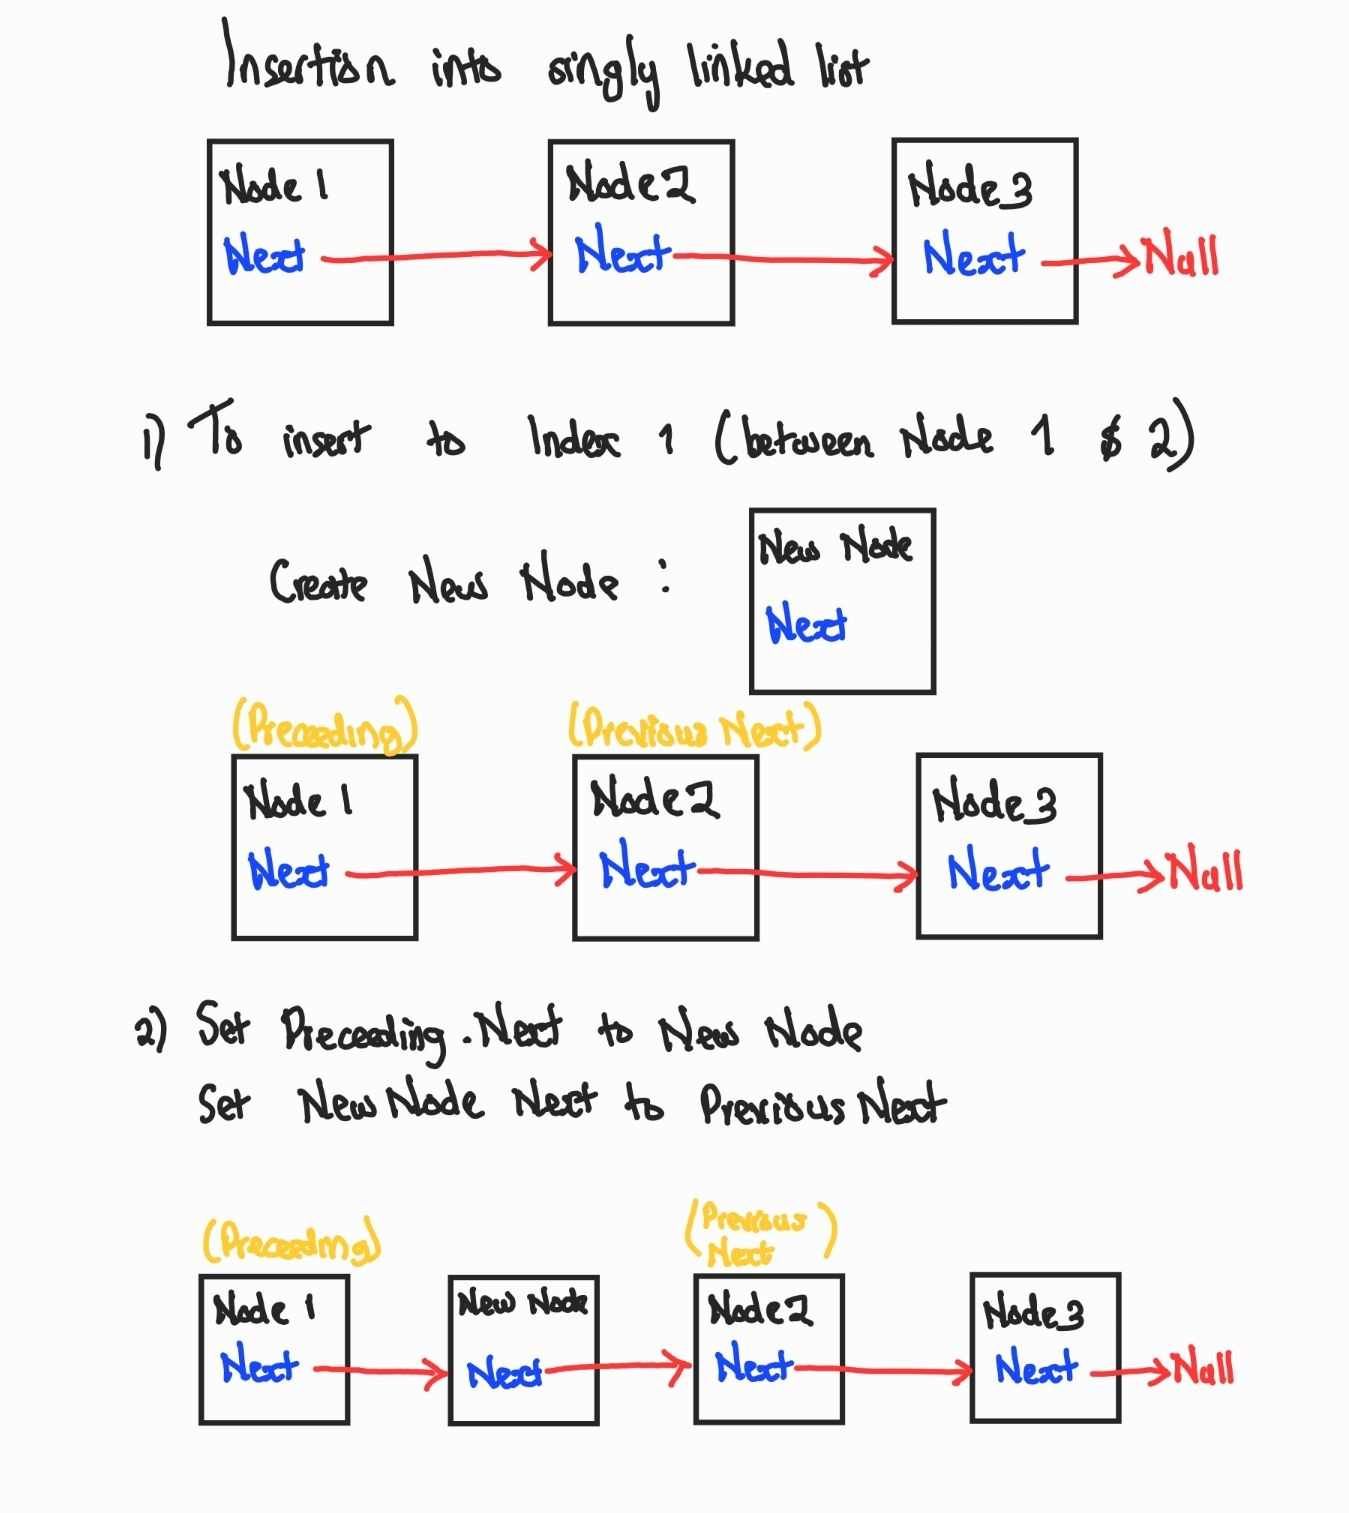 Insertion into singly linked list
Node 1
Next
Node 2
Next
Node 3
Next
Null
1) To insert to Index 1 (between Node 1 & 2)
Create New Node :
New Node
Next
(Preceeding)
Node 1
Next
(Previous Next)
Node 2
Next
Node 3
Next
Null
2) Set Preceeding.Next to New Node
Set New Node Next to Previous Next
(Preceeding)
Node 1
Next
New Node
Next
(Previous
Next)
Node 2
Next
Node 3
Next
Null